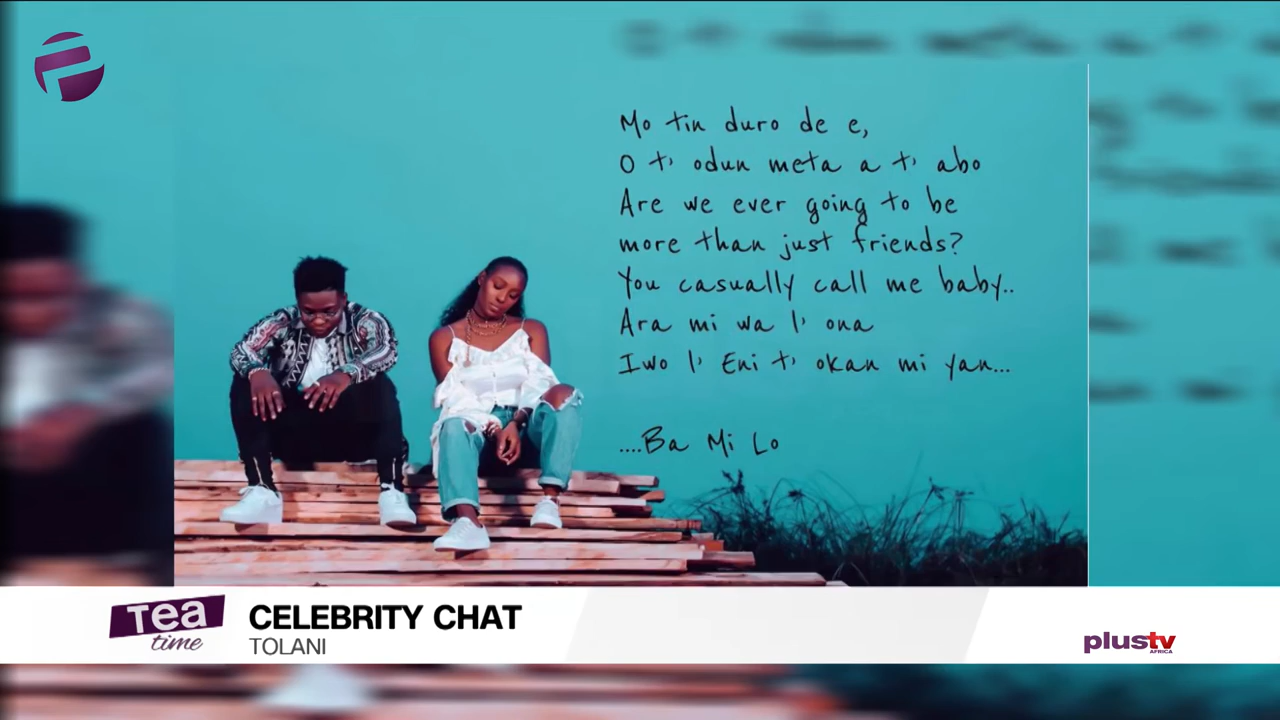 Mo tin duro de e,
O ti odun meta a ti abo
Are we ever going to be
more than just friends?
You casually call me baby..
Ara mi wa l' ona
Iwo l' Eni ti okan mi yan...
....Ba Mi Lo
Tea time
CELEBRITY CHAT
TOLANI
plustv
AFRICA